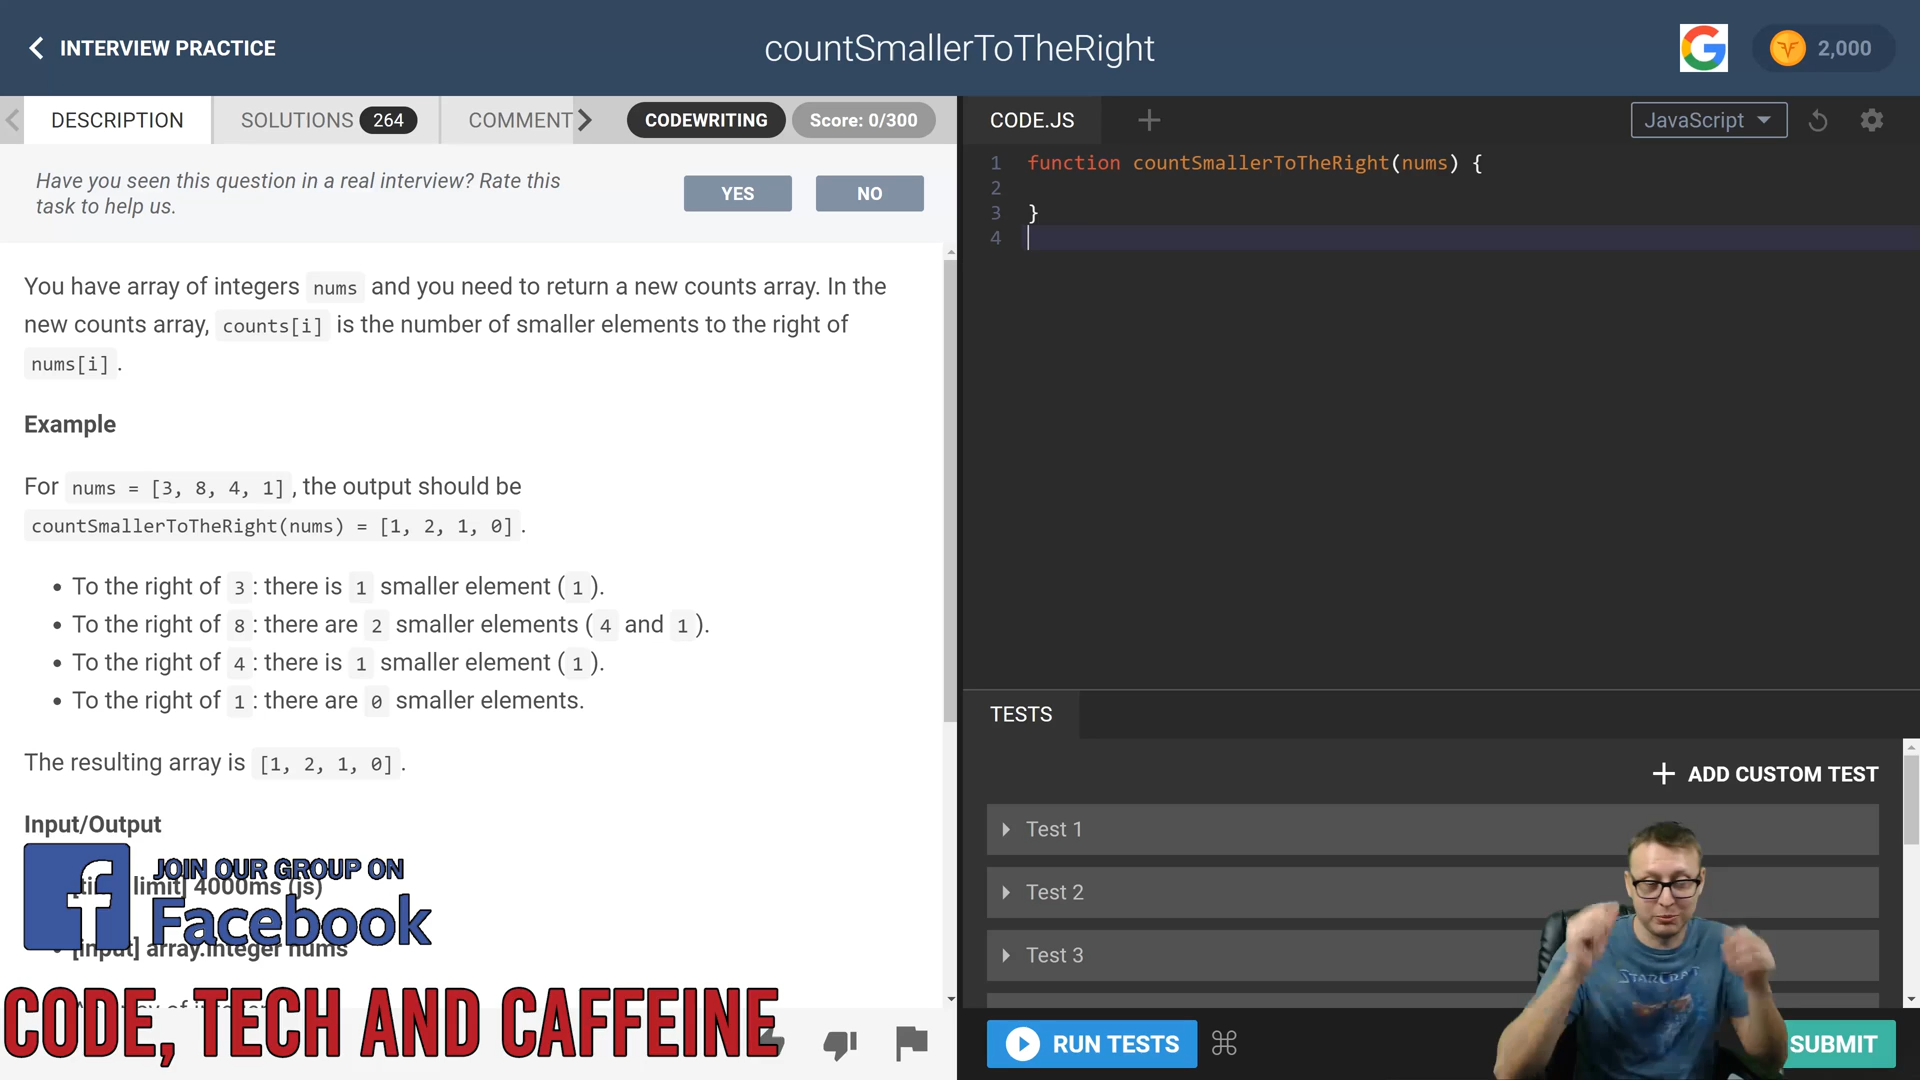 INTERVIEW PRACTICE
countSmallerToTheRight
2,000
DESCRIPTION
SOLUTIONS 264
COMMENT
CODEWRITING
Score: 0/300
CODE.JS
JavaScript
Have you seen this question in a real interview? Rate this
task to help us.
YES
NO
You have array of integers nums and you need to return a new counts array. In the
new counts array, counts[i] is the number of smaller elements to the right of
nums[i] .
Example
For nums = [3, 8, 4, 1] , the output should be
countSmallerToTheRight(nums) = [1, 2, 1, 0] .
• To the right of 3 : there is 1 smaller element ( 1 ).
• To the right of 8 : there are 2 smaller elements ( 4 and 1 ).
• To the right of 4 : there is 1 smaller element ( 1 ).
• To the right of 1 : there are 0 smaller elements.
The resulting array is [1, 2, 1, 0] .
Input/Output
limit] 4000ms (js)
[input] array.integer nums
JOIN OUR GROUP ON
Facebook
CODE, TECH AND CAFFEINE
1 function countSmallerToTheRight(nums) {
2
3 }
4
TESTS
+ ADD CUSTOM TEST
Test 1
Test 2
Test 3
RUN TESTS
SUBMIT
STARCRAFT